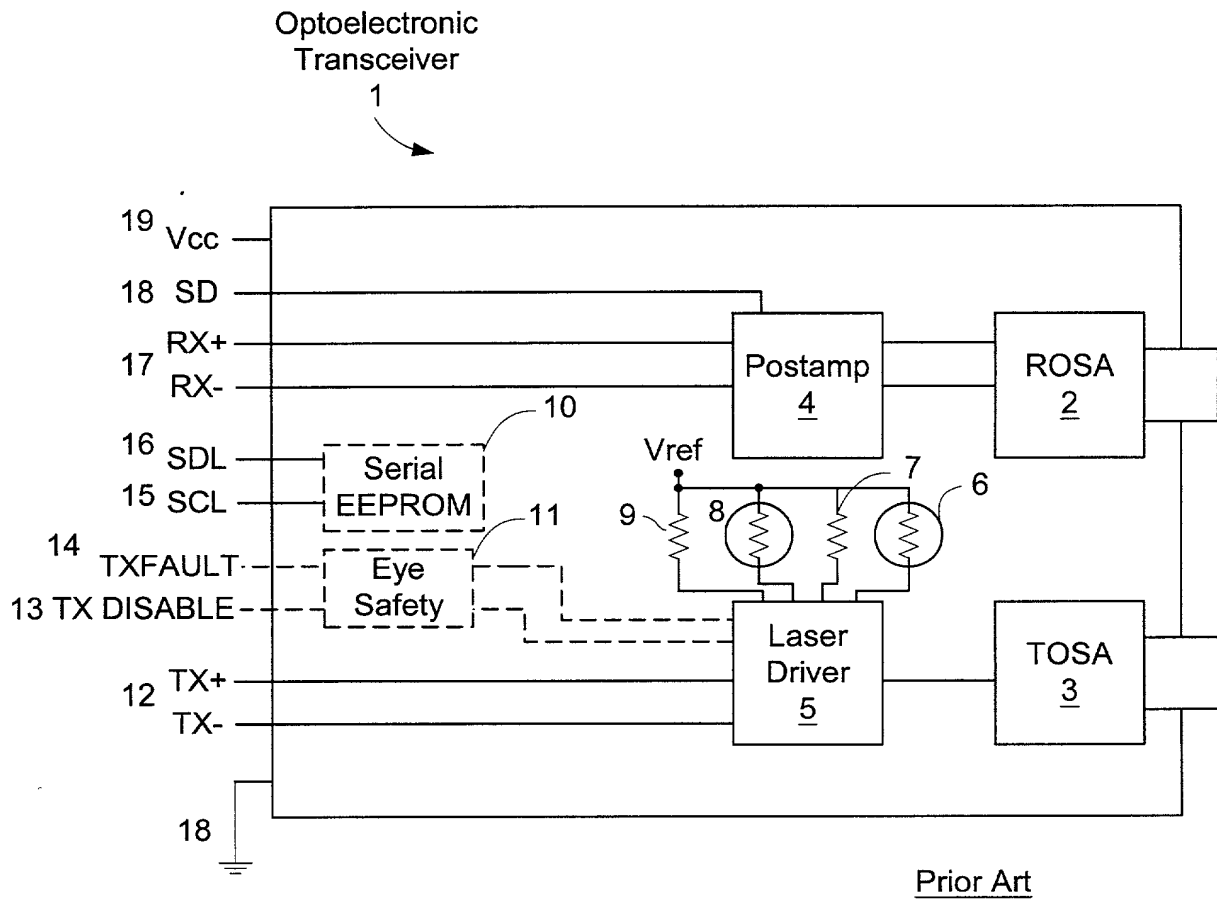 Optoelectronic
Transceiver
1
19
Vcc
18 SD
RX+
17
RX-
Postamp
4
ROSA
2
10
16
SDL
15
SCL
Serial
EEPROM
Vref
7
6
8
9
11
14
TXFAULT
13 TX DISABLE
Eye
Safety
Laser
Driver
5
TOSA
3
12
TX+
TX-
18
Prior Art